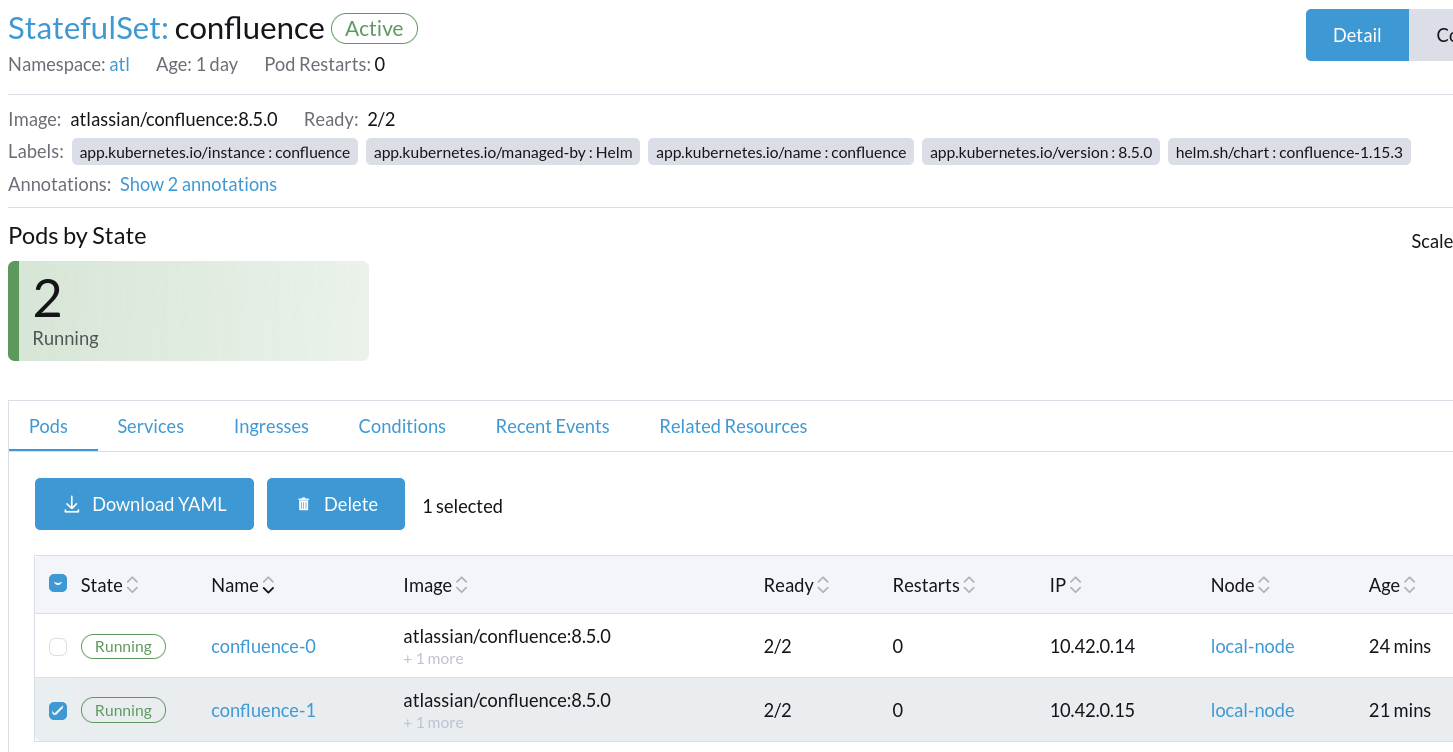 StatefulSet: confluence Active
Detail Co
Namespace: atl Age: 1 day Pod Restarts: 0
Image: atlassian/confluence:8.5.0 Ready: 2/2
Labels: app.kubernetes.io/instance : confluence app.kubernetes.io/managed-by : Helm app.kubernetes.io/name : confluence app.kubernetes.io/version : 8.5.0 helm.sh/chart : confluence-1.15.3
Annotations: Show 2 annotations
Pods by State
Scale
2
Running
Pods Services Ingresses Conditions Recent Events Related Resources
Download YAML Delete 1 selected
State Name Image Ready Restarts IP Node Age
Running confluence-0 atlassian/confluence:8.5.0 2/2 0 10.42.0.14 local-node 24 mins
+ 1 more
Running confluence-1 atlassian/confluence:8.5.0 2/2 0 10.42.0.15 local-node 21 mins
+ 1 more